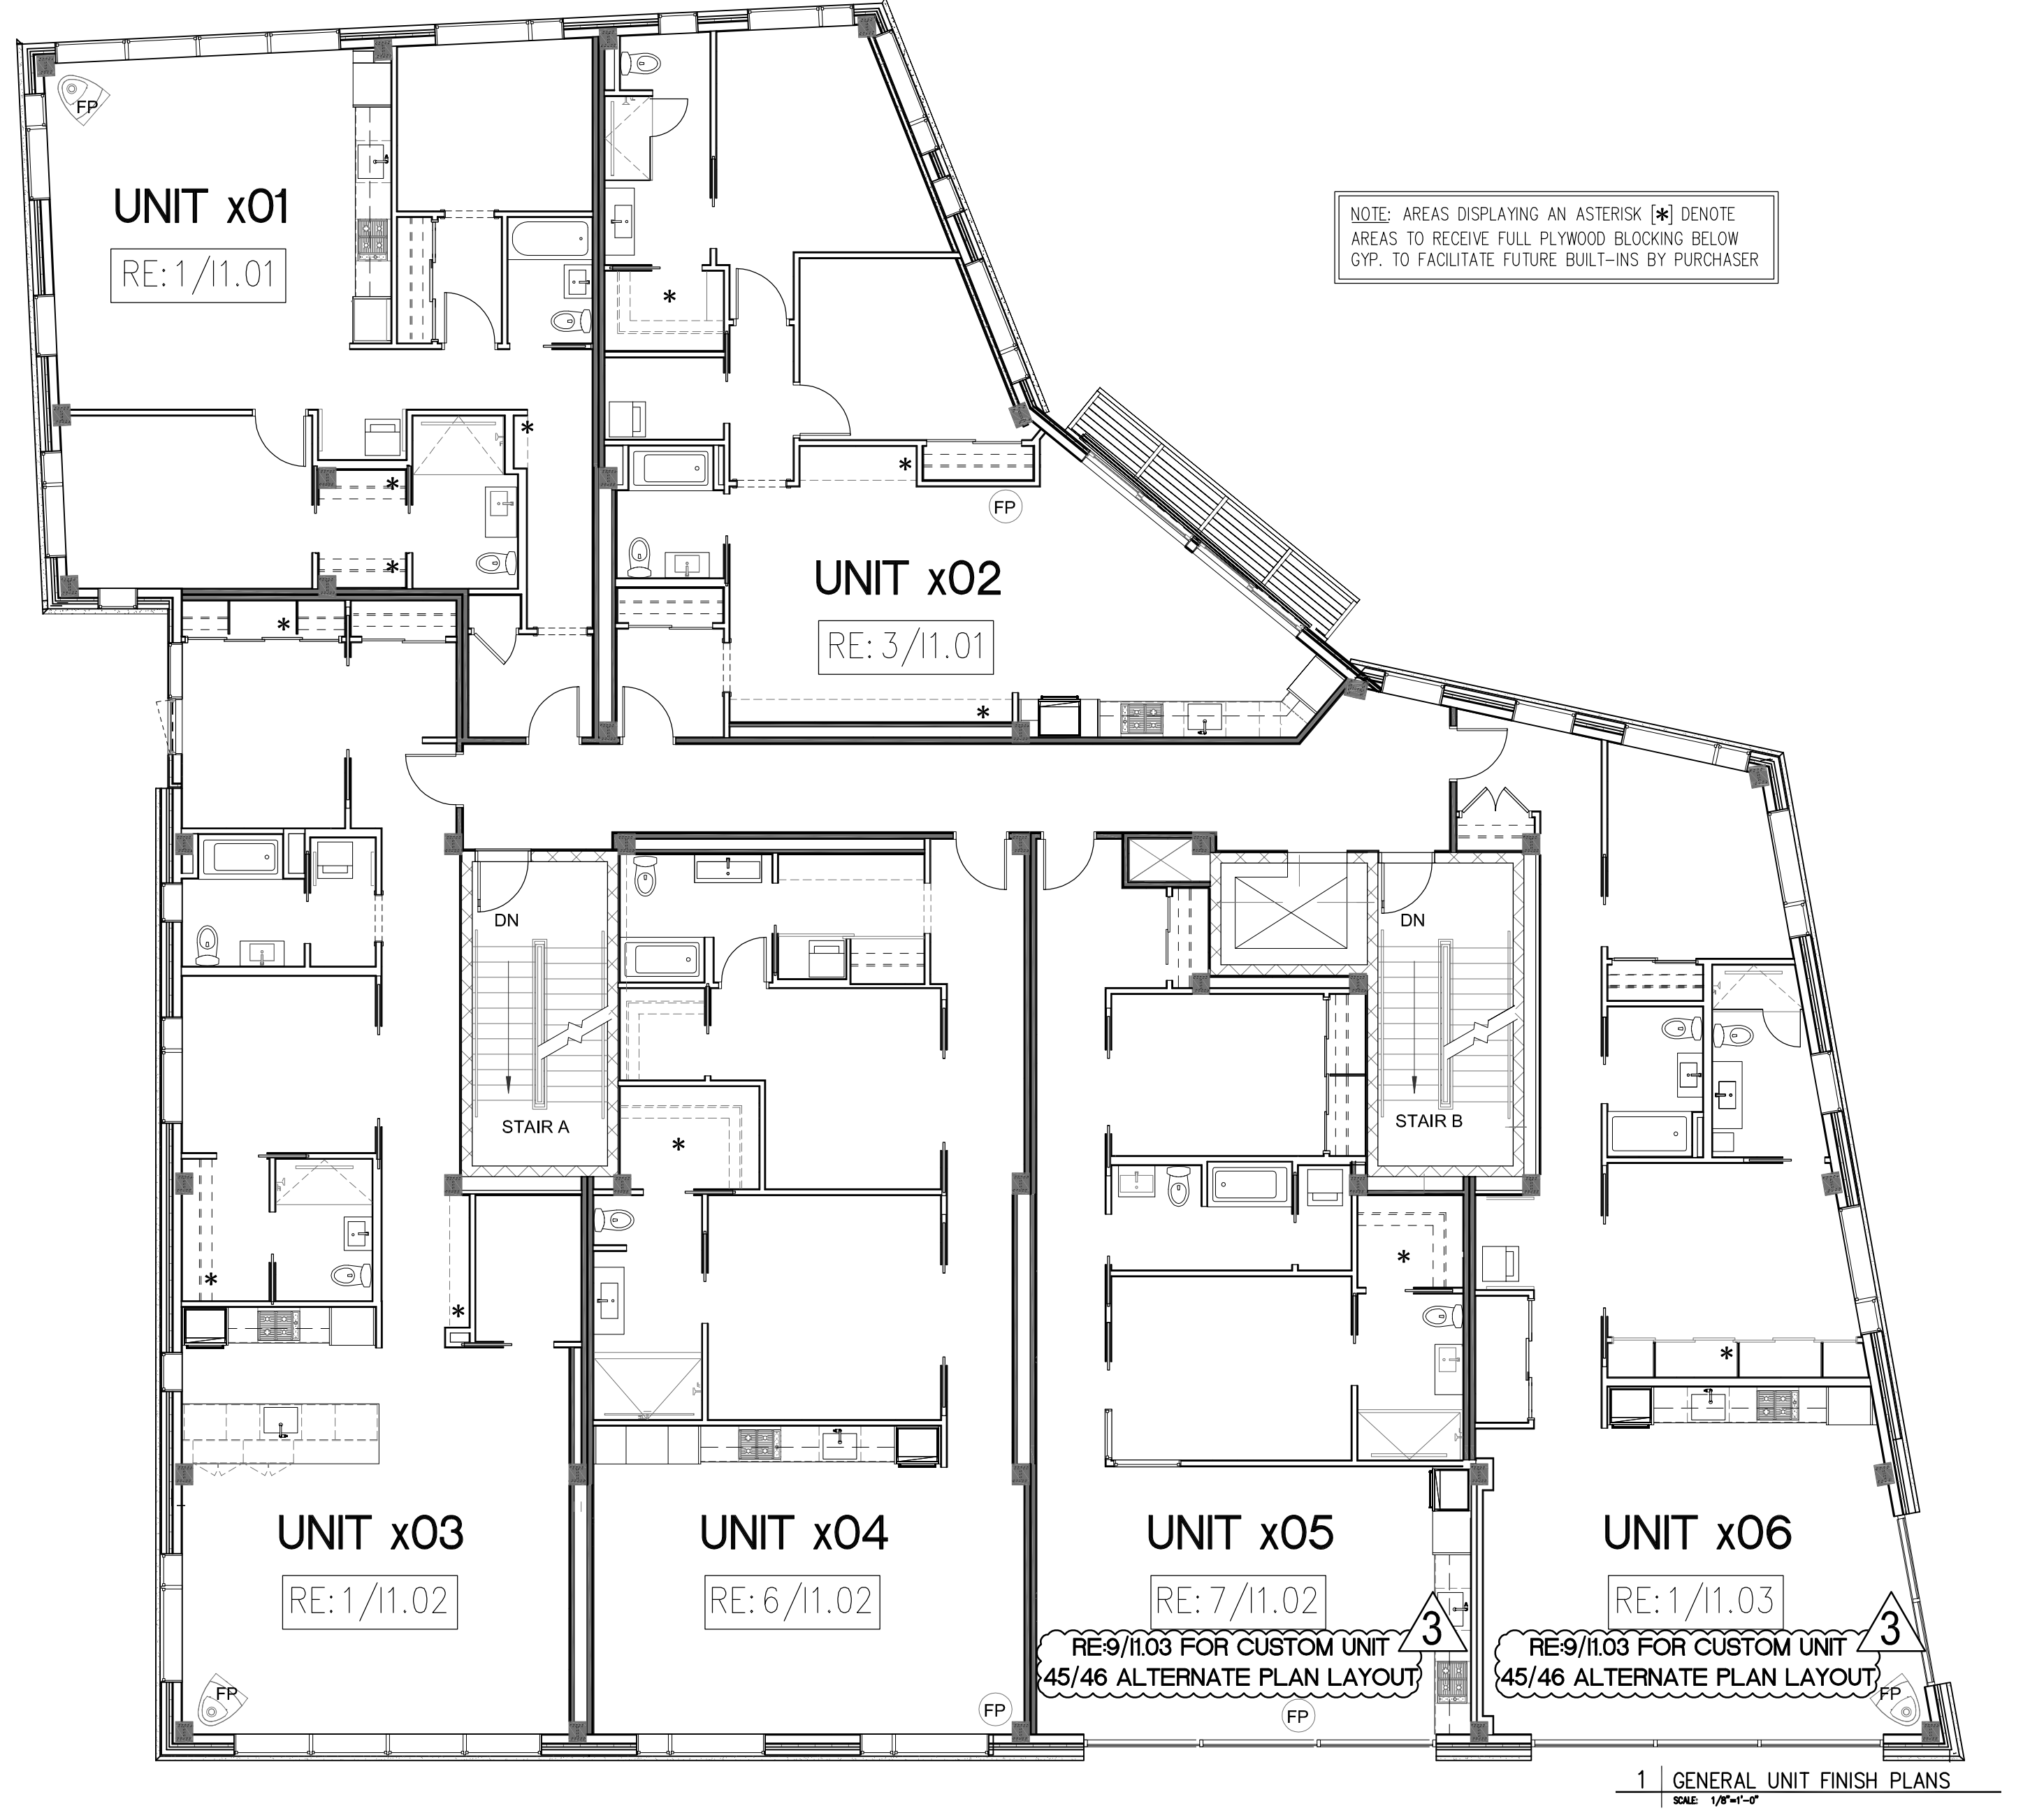 FP
UNIT x01
RE: 1/I1.01
*
NOTE: AREAS DISPLAYING AN ASTERISK [*] DENOTE
AREAS TO RECEIVE FULL PLYWOOD BLOCKING BELOW
GYP. TO FACILITATE FUTURE BUILT-INS BY PURCHASER
*
*
*
*
*
FP
UNIT x02
RE: 3/I1.01
*
*
DN
DN
STAIR A
STAIR B
*
*
*
*
*
UNIT x03
RE: 1/I1.02
UNIT x04
RE: 6/I1.02
UNIT x05
RE: 7/I1.02
UNIT x06
RE: 1/I1.03
3
RE:9/I1.03 FOR CUSTOM UNIT
45/46 ALTERNATE PLAN LAYOUT
3
RE:9/I1.03 FOR CUSTOM UNIT
45/46 ALTERNATE PLAN LAYOUT
FP
FP
FP
FP
1 GENERAL UNIT FINISH PLANS
SCALE: 1/8"=1'-0"